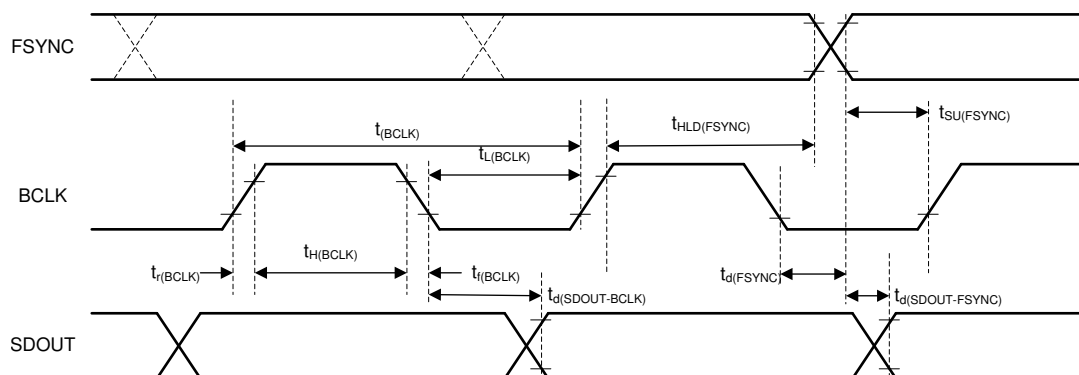 FSYNC
t(BCLK)
tHLD(FSYNC)
tSU(FSYNC)
tL(BCLK)
BCLK
tr(BCLK)
tH(BCLK)
tf(BCLK)
td(FSYNC)
td(SDOUT-BCLK)
td(SDOUT-FSYNC)
SDOUT